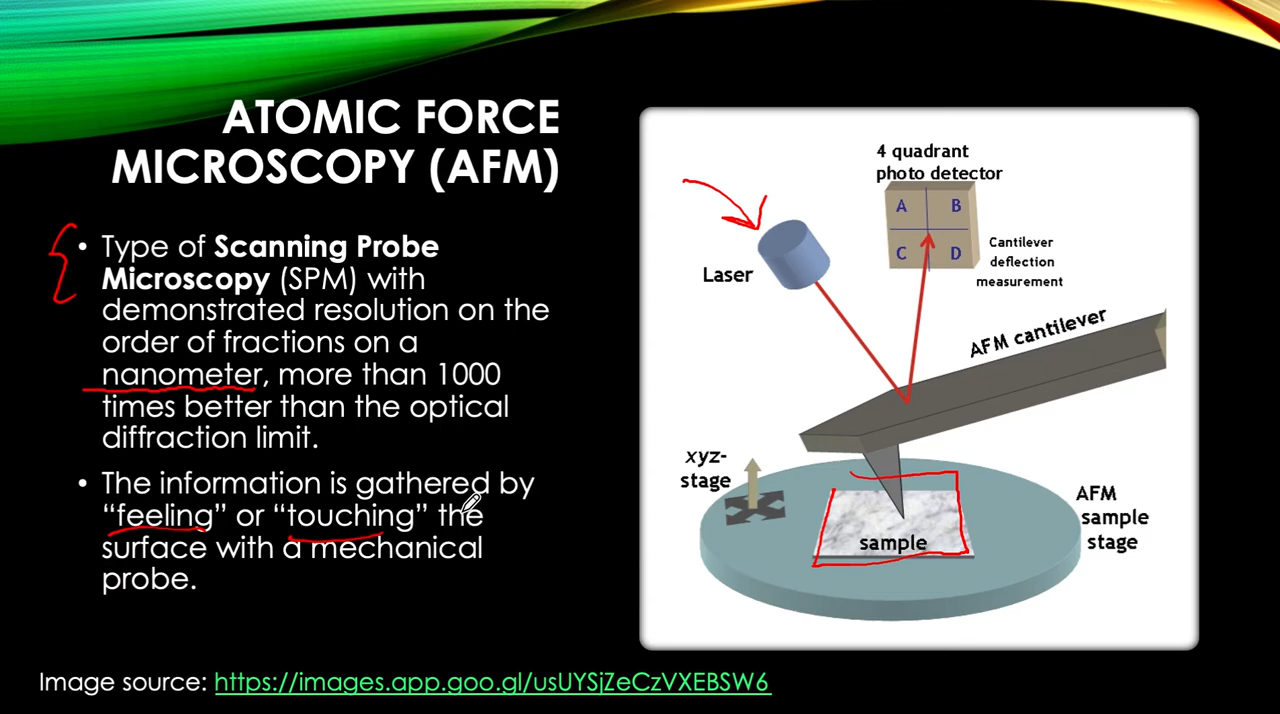 ATOMIC FORCE
MICROSCOPY (AFM)
• Type of Scanning Probe
Microscopy (SPM) with
demonstrated resolution on the
order of fractions on a
nanometer, more than 1000
times better than the optical
diffraction limit.
• The information is gathered by
“feeling” or “touching” the
surface with a mechanical
probe.
4 quadrant
photo detector
A B
C D
Cantilever
deflection
measurement
Laser
AFM cantilever
xyz-
stage
sample
AFM
sample
stage
Image source: https://images.app.goo.gl/usUYSjZeCzVXEBSW6